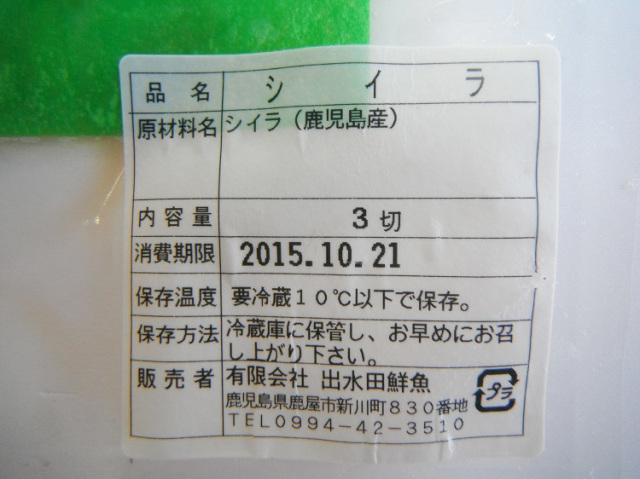 品名 シイラ
原材料名 シイラ（鹿児島産）
内容量 3切
消費期限 2015.10.21
保存温度 要冷蔵１０℃以下で保存。
保存方法 冷蔵庫に保管し、お早めにお召
し上がり下さい。
販売者 有限会社 出水田鮮魚
鹿児島県鹿屋市新川町８３０番地
ＴＥＬ０９９４－４２－３５１０
プラ